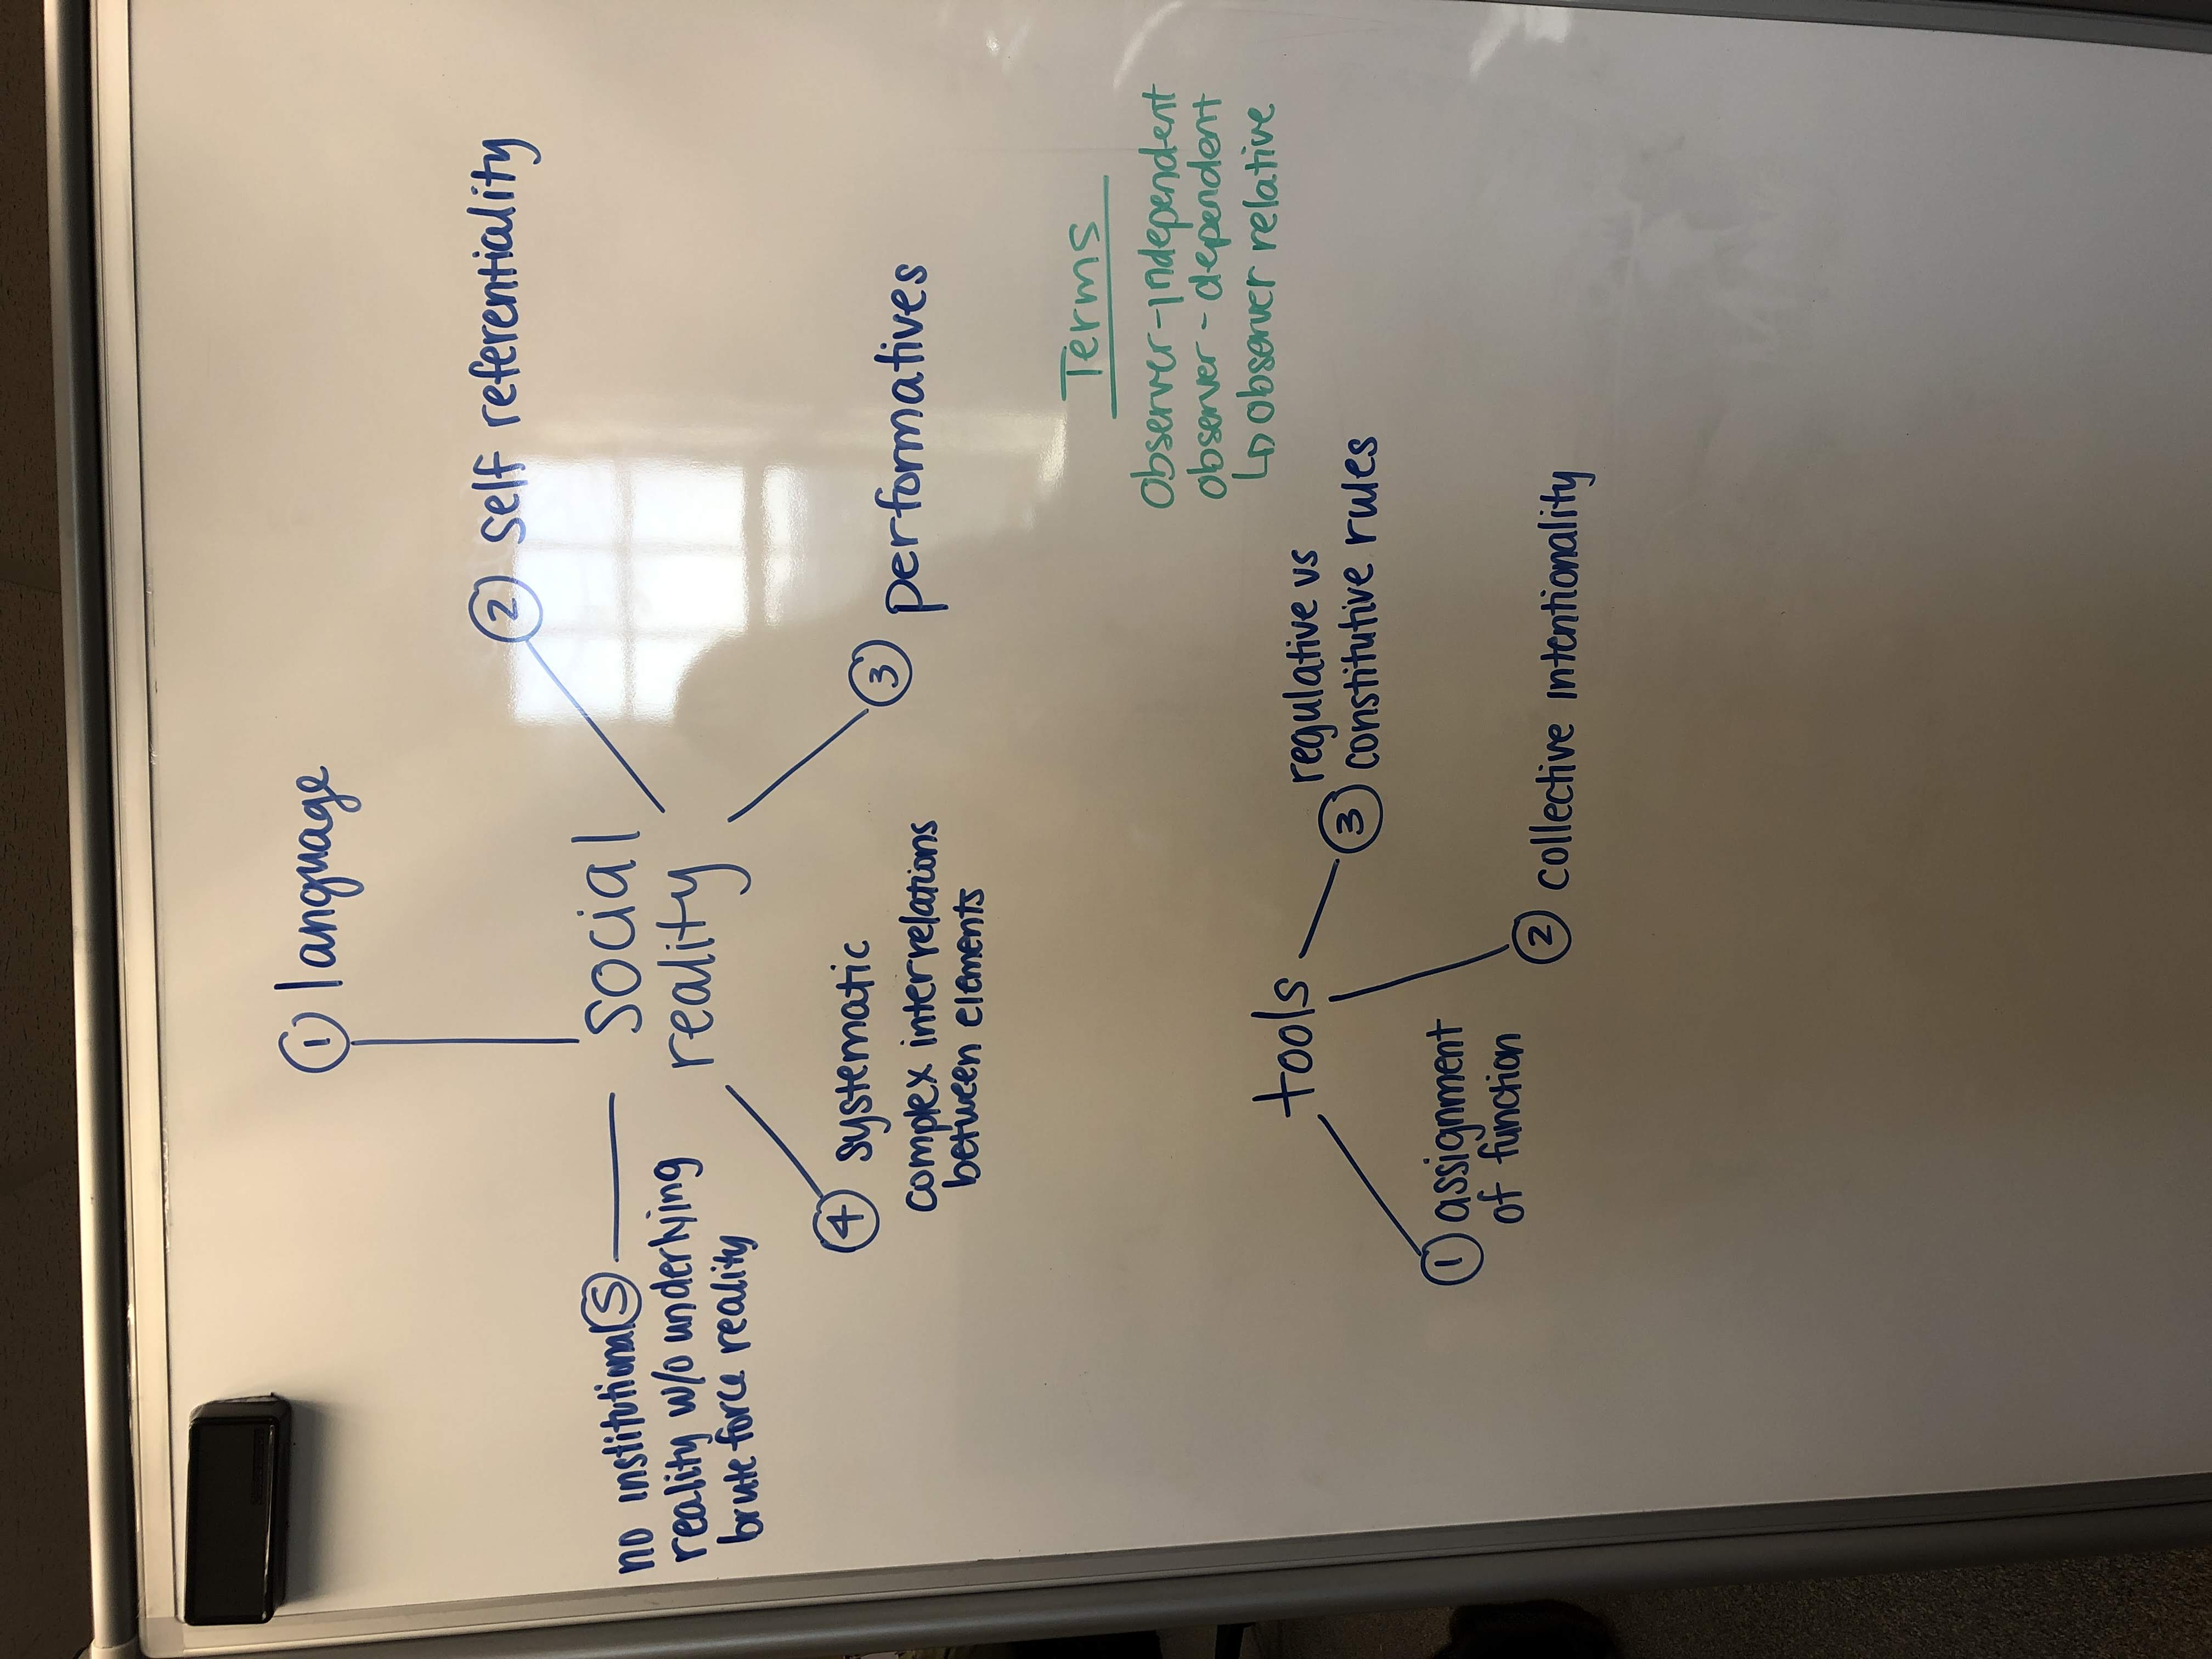 ① language
② self referentiality
social
reality
no institutional ⑤
reality w/o underlying
brute force reality
④ systematic
complex interrelations
between elements
③ performatives
Terms
Observer-independent
observer - dependent
↳ observer relative
tools
③ regulative vs
constitutive rules
① assignment
of function
② collective intentionality